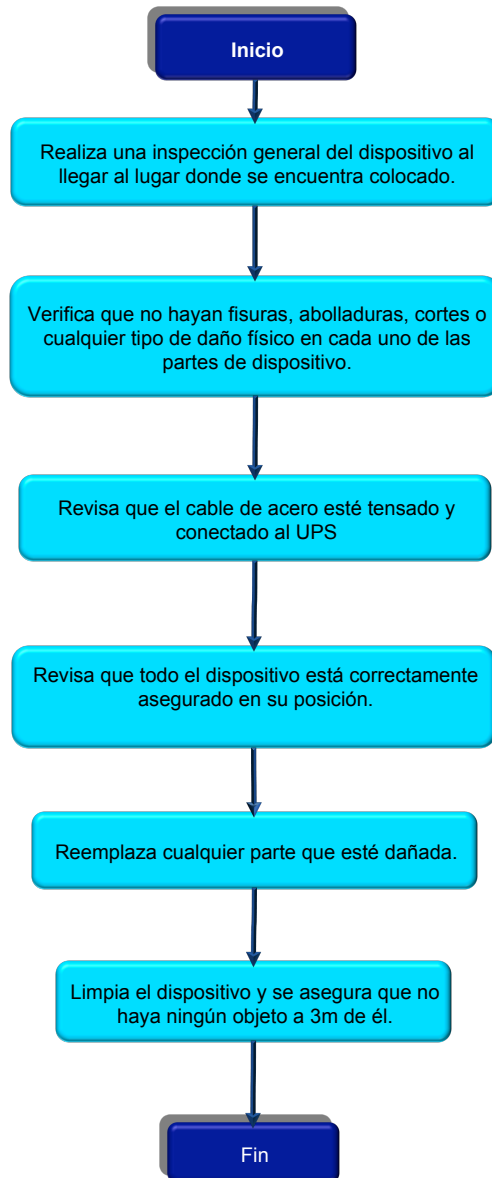 Inicio
Realiza una inspección general del dispositivo al
llegar al lugar donde se encuentra colocado.
Verifica que no hayan fisuras, abolladuras, cortes o
cualquier tipo de daño físico en cada uno de las
partes de dispositivo.
Revisa que el cable de acero esté tensado y
conectado al UPS
Revisa que todo el dispositivo está correctamente
asegurado en su posición.
Reemplaza cualquier parte que esté dañada.
Limpia el dispositivo y se asegura que no
haya ningún objeto a 3m de él.
Fin